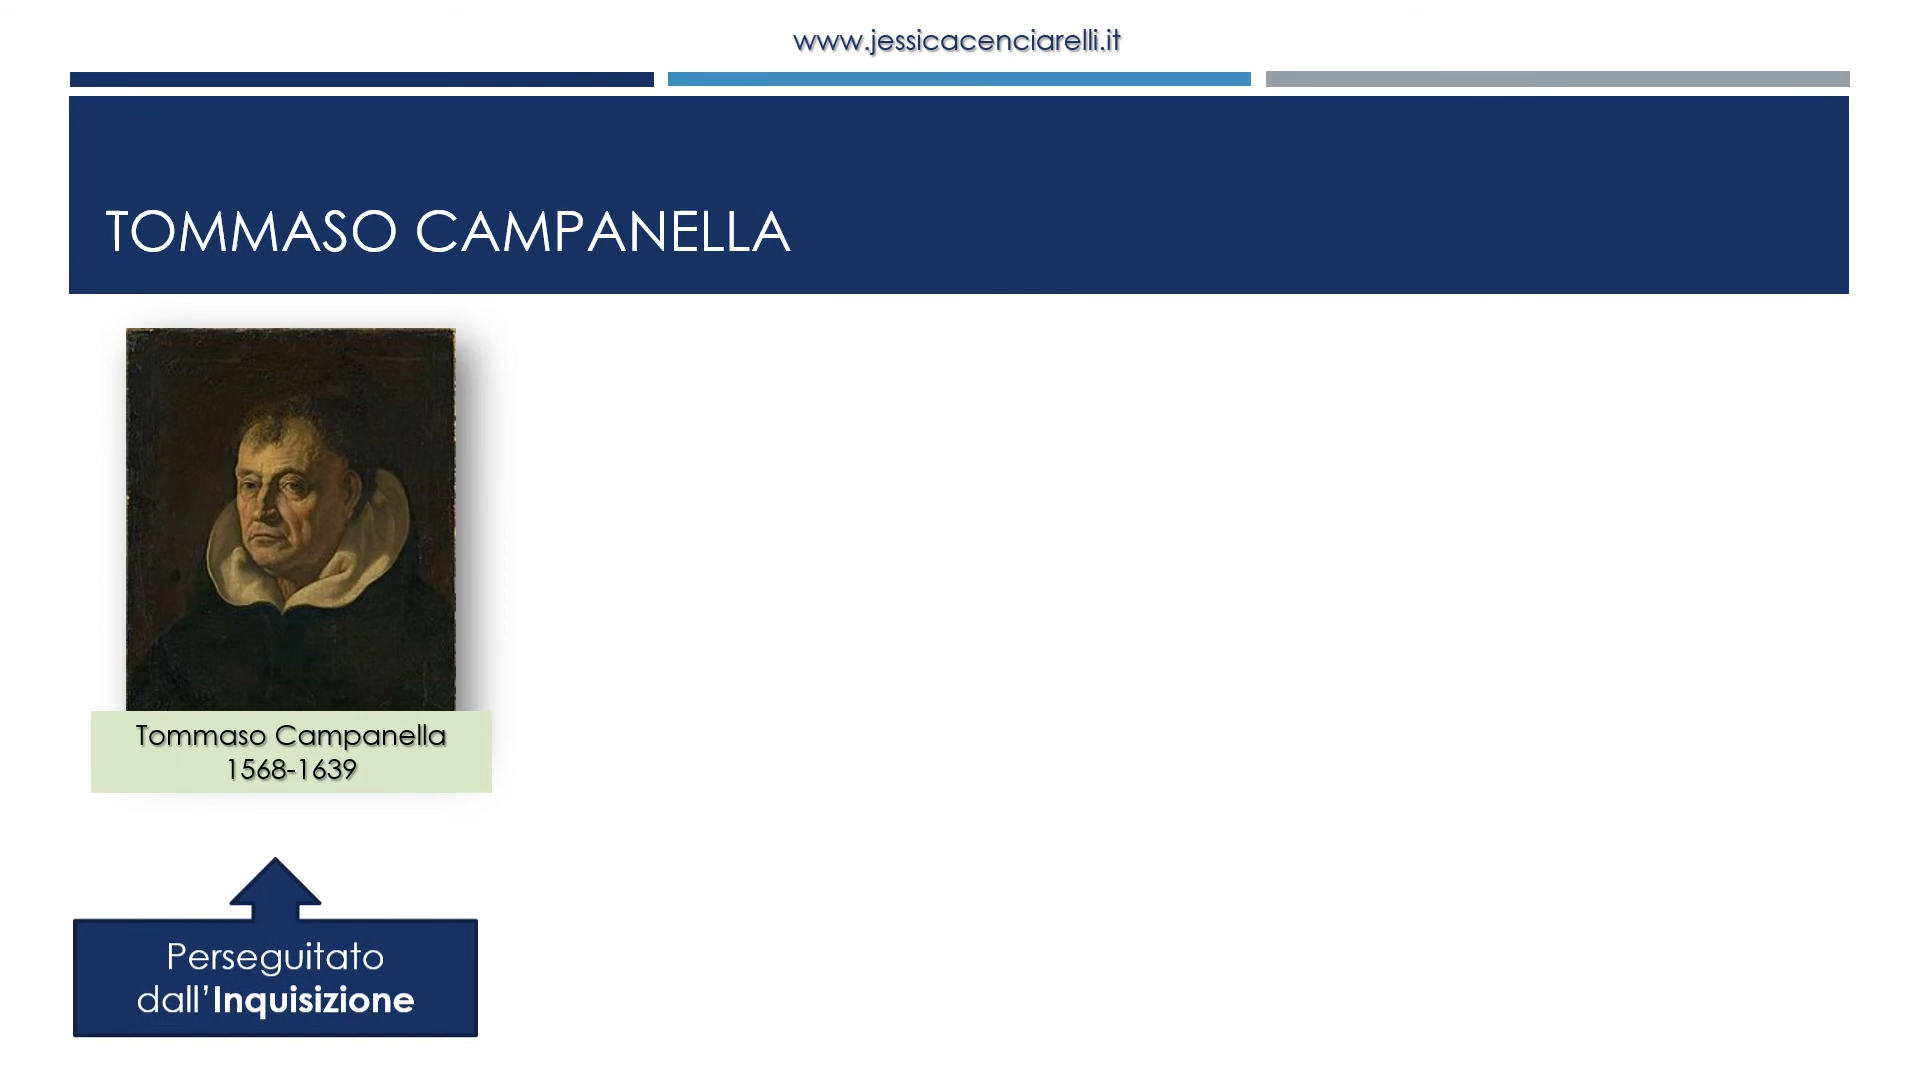 www.jessicacenciarelli.it
TOMMASO CAMPANELLA
Tommaso Campanella
1568-1639
Perseguitato
dall’Inquisizione